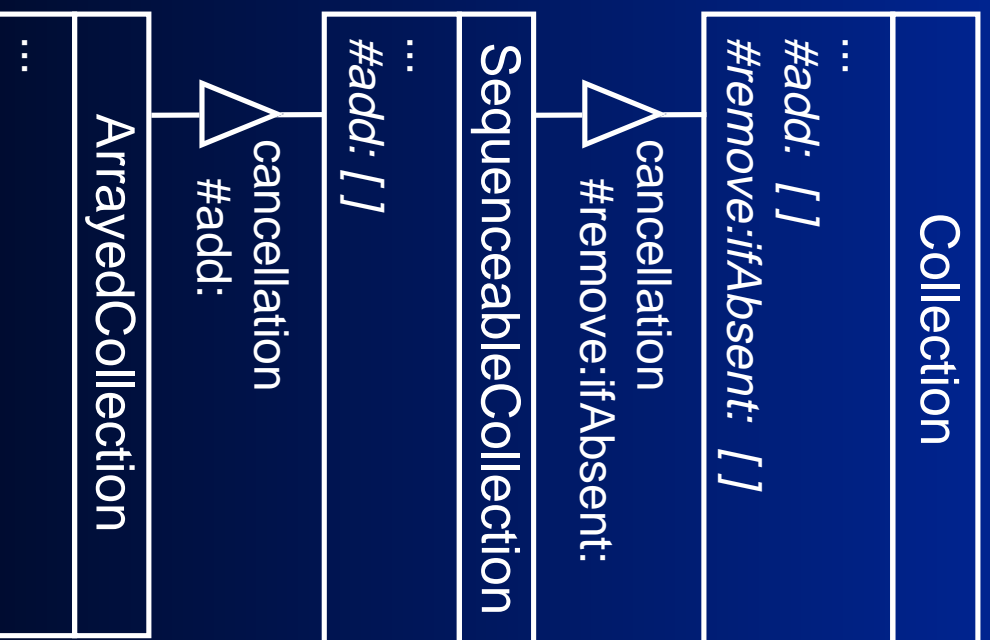 Collection
...
#add: [ ]
#remove:ifAbsent: [ ]
cancellation
#remove:ifAbsent:
SequenceableCollection
...
#add: [ ]
cancellation
#add:
ArrayedCollection
...